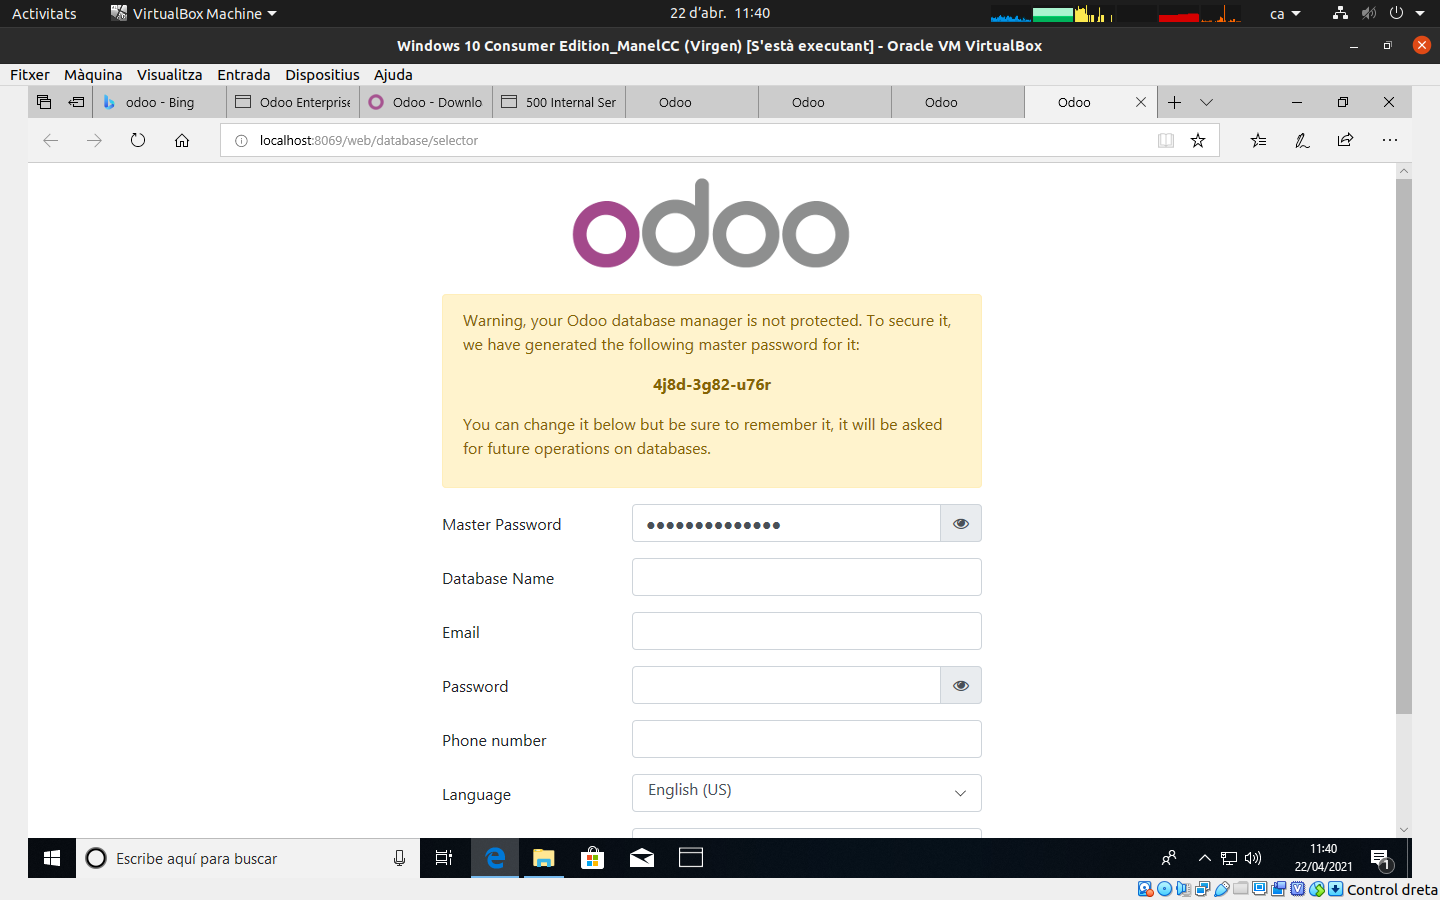 Activitats
VirtualBox Machine
22 d'abr.  11:40
ca
Windows 10 Consumer Edition_ManelCC (Virgen) [S'està executant] - Oracle VM VirtualBox
Fitxer
Màquina
Visualitza
Entrada
Dispositius
Ajuda
odoo - Bing
Odoo Enterprise
Odoo - Downlo
500 Internal Ser
Odoo
Odoo
Odoo
Odoo
localhost:8069/web/database/selector
odoo
Warning, your Odoo database manager is not protected. To secure it,
we have generated the following master password for it:
4j8d-3g82-u76r
You can change it below but be sure to remember it, it will be asked
for future operations on databases.
Master Password
Database Name
Email
Password
Phone number
Language
English (US)
Escribe aquí para buscar
11:40
22/04/2021
1
Control dreta